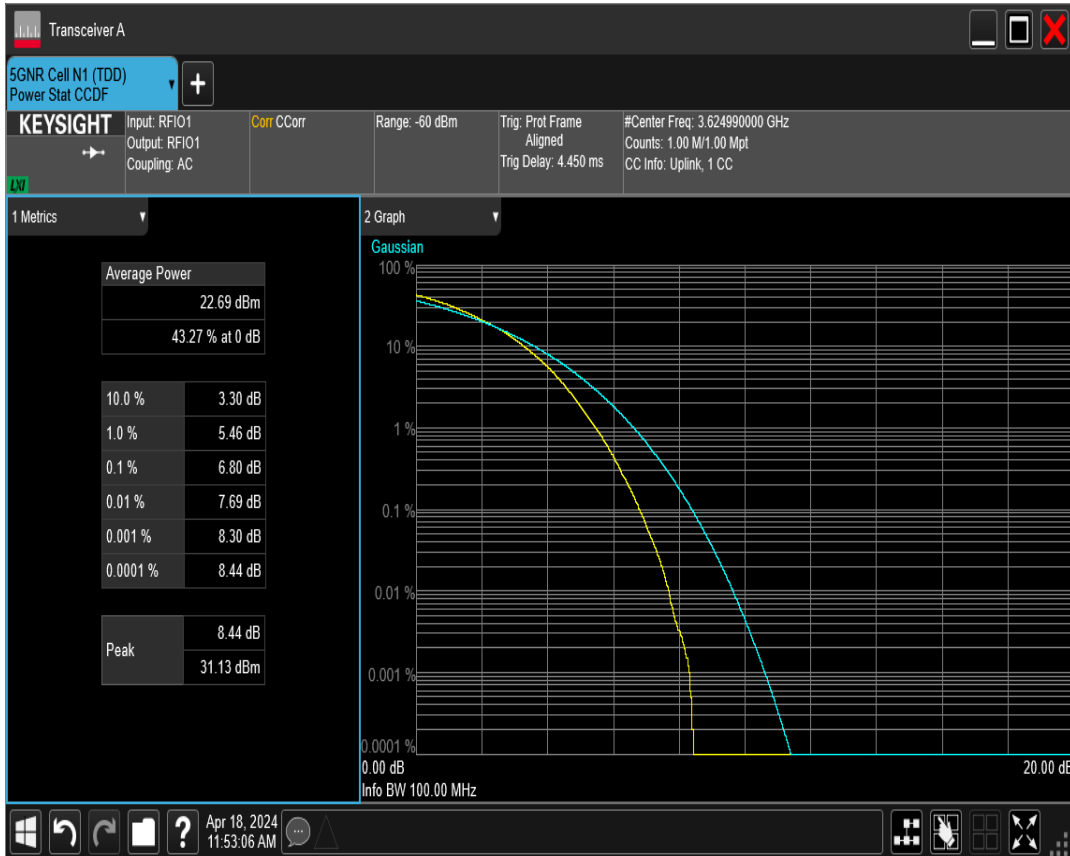 Transceiver A
5GNR Cell N1 (TDD)
Power Stat CCDF
+
KEYSIGHT
LXI
Input: RFIO1
Output: RFIO1
Coupling: AC
Corr CCorr
Range: -60 dBm
Trig: Prot Frame
Aligned
Trig Delay: 4.450 ms
#Center Freq: 3.624990000 GHz
Counts: 1.00 M/1.00 Mpt
CC Info: Uplink, 1 CC
1 Metrics
Average Power
22.69 dBm
43.27 % at 0 dB
10.0 % 3.30 dB
1.0 % 5.46 dB
0.1 % 6.80 dB
0.01 % 7.69 dB
0.001 % 8.30 dB
0.0001 % 8.44 dB
Peak
8.44 dB
31.13 dBm
2 Graph
Gaussian
100 %
10 %
1 %
0.1 %
0.01 %
0.001 %
0.0001 %
0.00 dB 20.00 dB
Info BW 100.00 MHz
?
Apr 18, 2024
11:53:06 AM